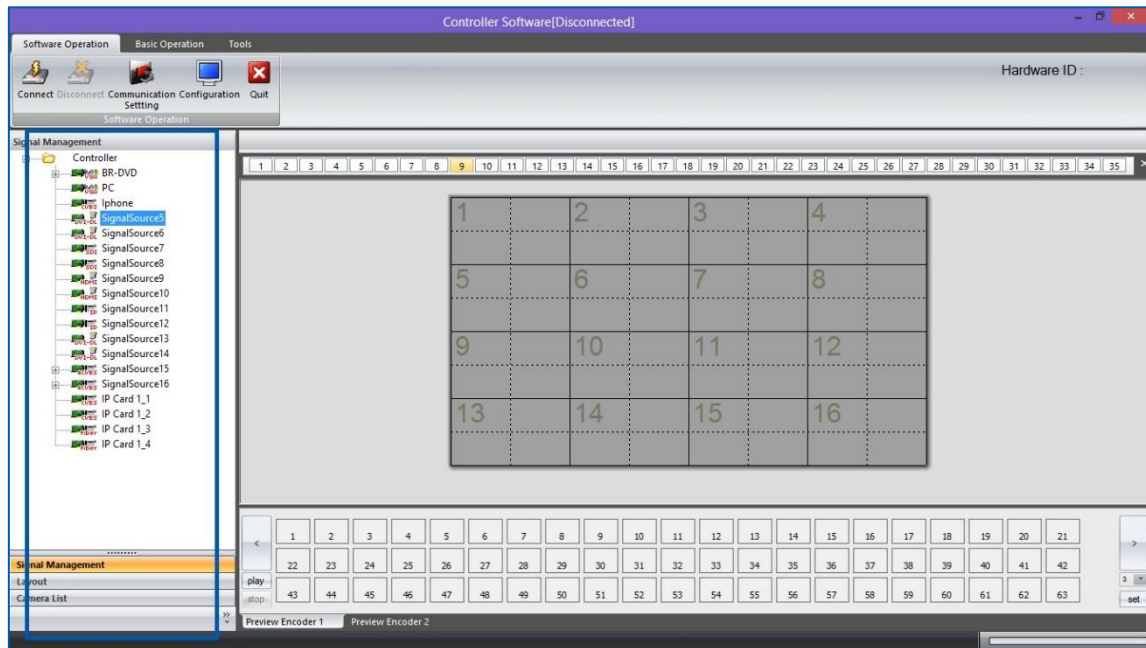 Controller Software[Disconnected]
Software Operation Basic Operation Tools
Hardware ID :
Connect Disconnect Communication Settting Configuration Quit
Software Operation
Signal Management
Controller
BR-DVD
PC
Iphone
SignalSource5
SignalSource6
SignalSource7
SignalSource8
SignalSource9
SignalSource10
SignalSource11
SignalSource12
SignalSource13
SignalSource14
SignalSource15
SignalSource16
IP Card 1_1
IP Card 1_2
IP Card 1_3
IP Card 1_4
Signal Management
Layout
Camera List
1 2 3 4 5 6 7 8 9 10 11 12 13 14 15 16 17 18 19 20 21 22 23 24 25 26 27 28 29 30 31 32 33 34 35
1 2 3 4
5 6 7 8
9 10 11 12
13 14 15 16
< 1 2 3 4 5 6 7 8 9 10 11 12 13 14 15 16 17 18 19 20 21 >
22 23 24 25 26 27 28 29 30 31 32 33 34 35 36 37 38 39 40 41 42
play 3
43 44 45 46 47 48 49 50 51 52 53 54 55 56 57 58 59 60 61 62 63
stop set
Preview Encoder 1 Preview Encoder 2